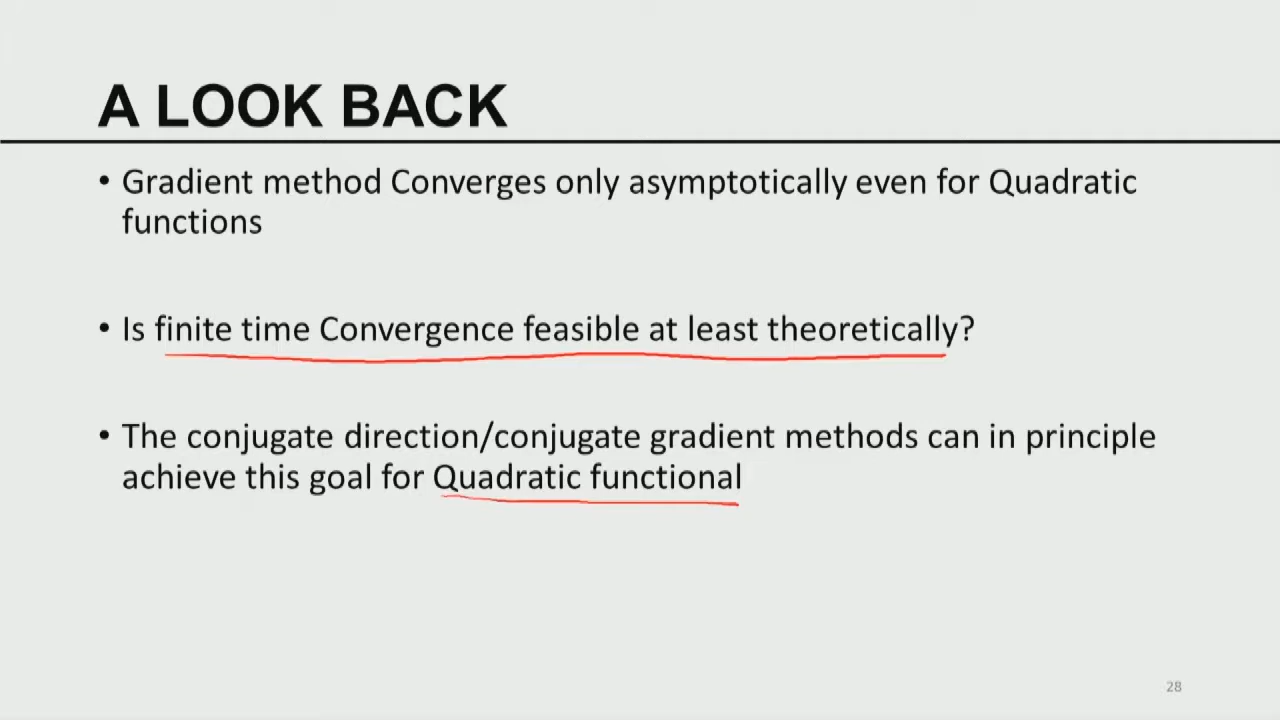 A LOOK BACK
• Gradient method Converges only asymptotically even for Quadratic
functions
• Is finite time Convergence feasible at least theoretically?
• The conjugate direction/conjugate gradient methods can in principle
achieve this goal for Quadratic functional
28